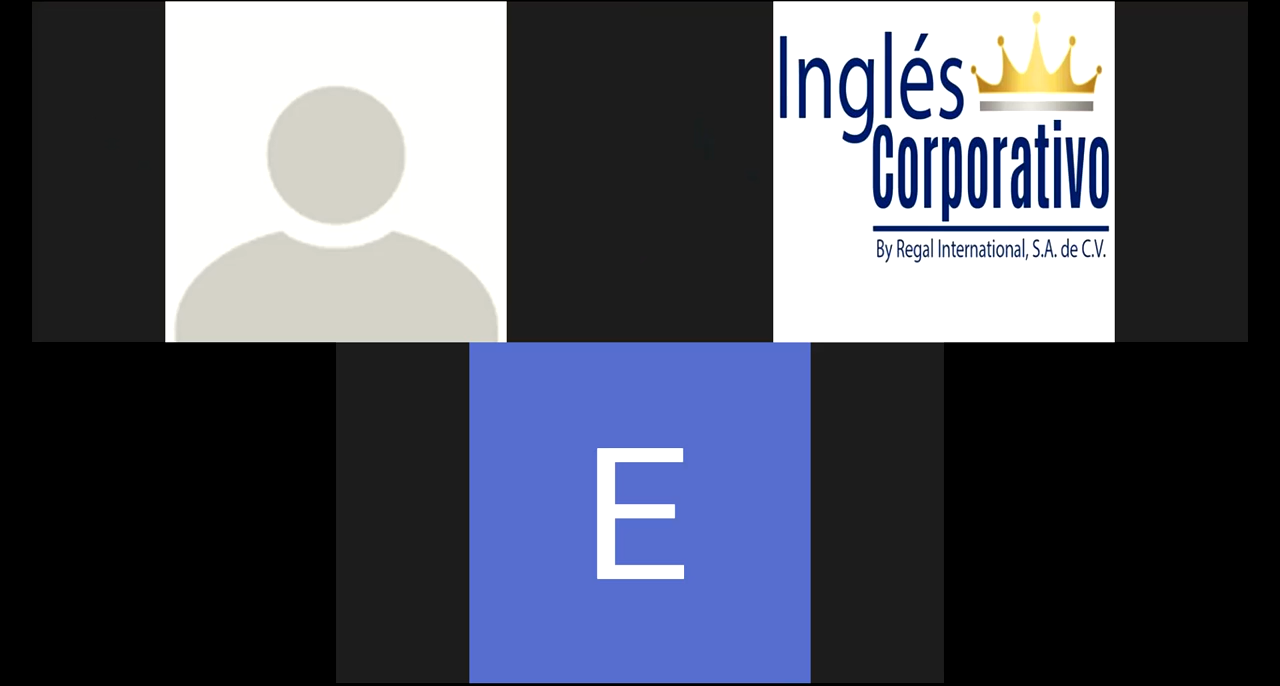 Inglés
Corporativo
By Regal International, S.A. de C.V.
E